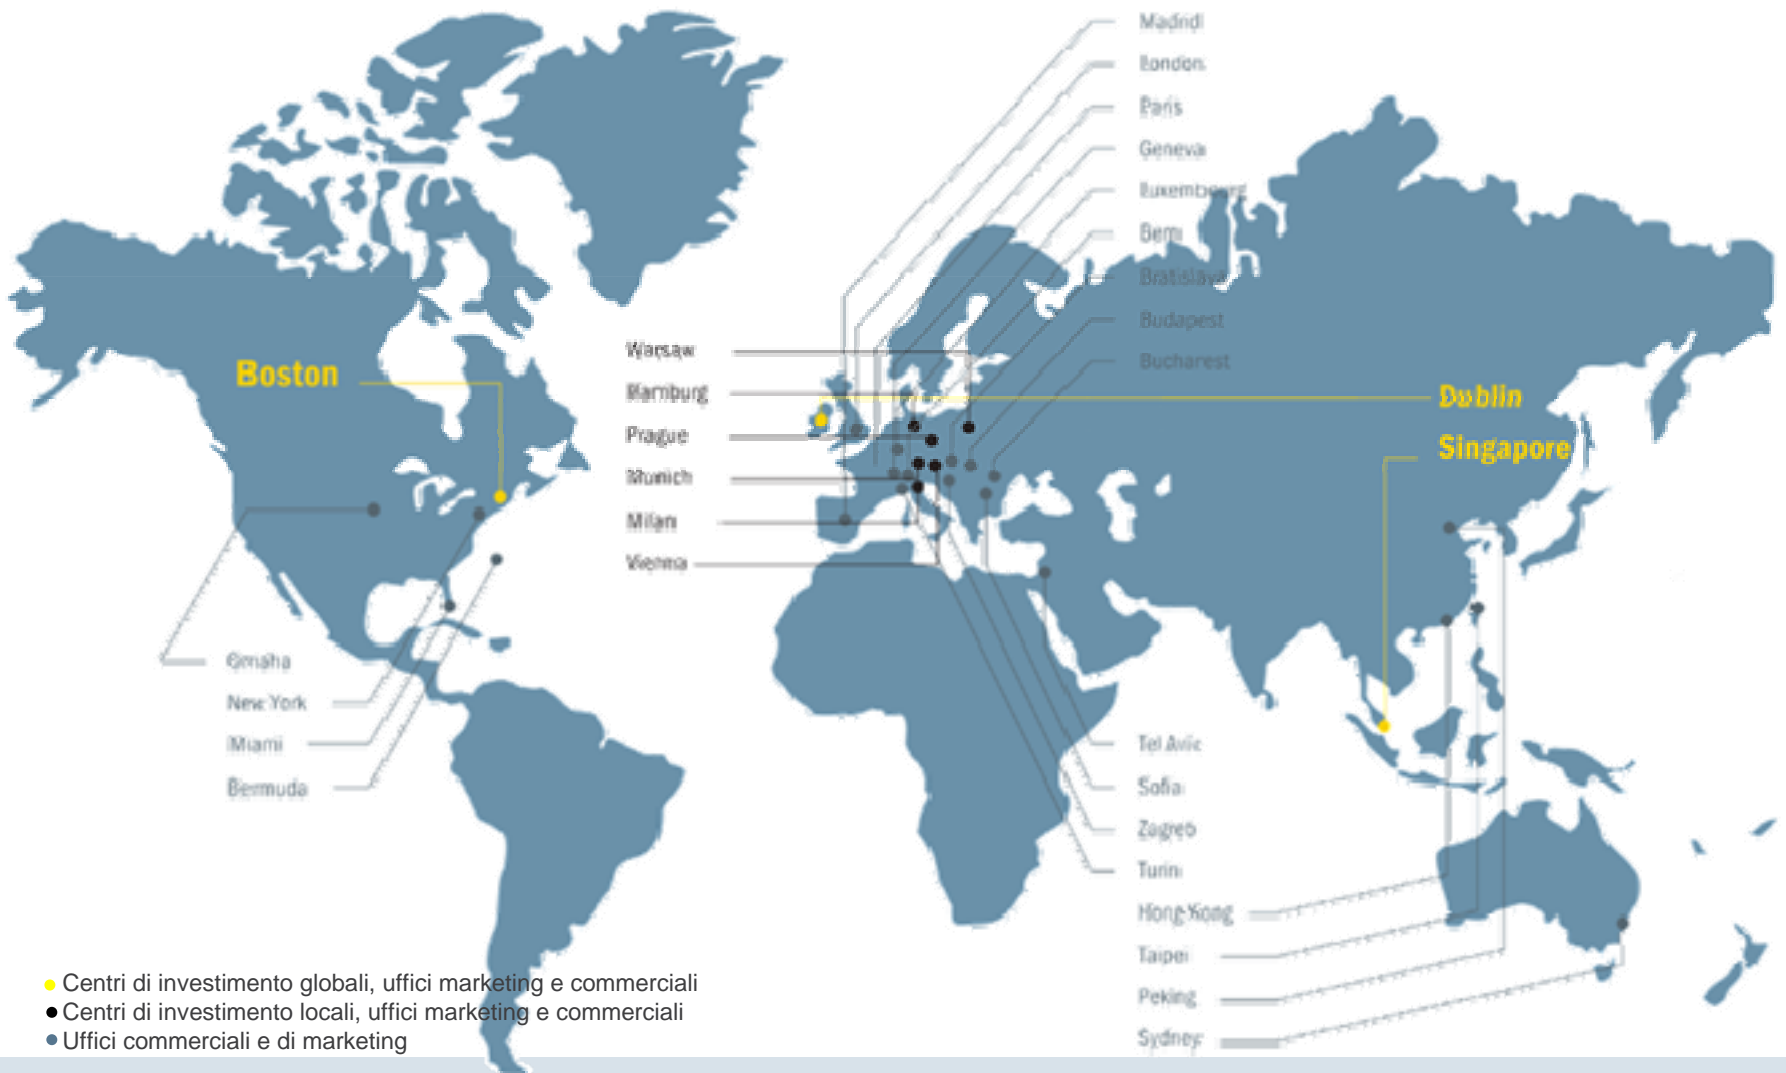 Madrid
London
Paris
Geneva
Luxembourg
Bern
Bratislava
Budapest
Bucharest
Warsaw
Hamburg
Prague
Munich
Milan
Vienna
Boston
Dublin
Singapore
Omaha
New York
Miami
Bermuda
Tel Aviv
Sofia
Zagreb
Turin
Hong Kong
Taipei
Peking
Sydney
Centri di investimento globali, uffici marketing e commerciali
Centri di investimento locali, uffici marketing e commerciali
Uffici commerciali e di marketing